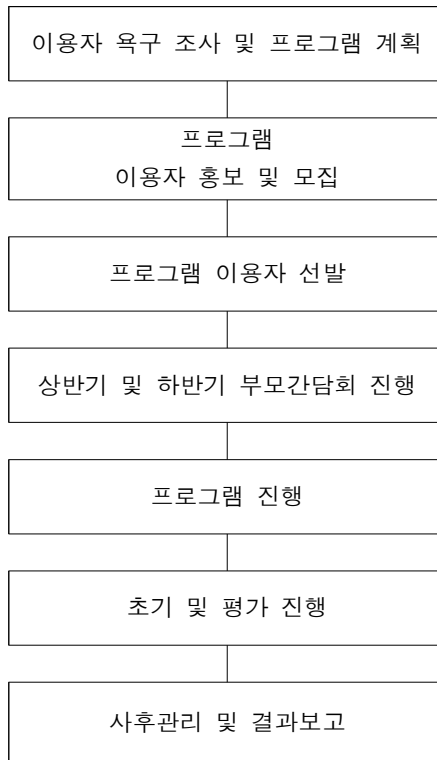 이용자 욕구 조사 및 프로그램 계획
프로그램
이용자 홍보 및 모집
프로그램 이용자 선발
상반기 및 하반기 부모간담회 진행
프로그램 진행
초기 및 평가 진행
사후관리 및 결과보고